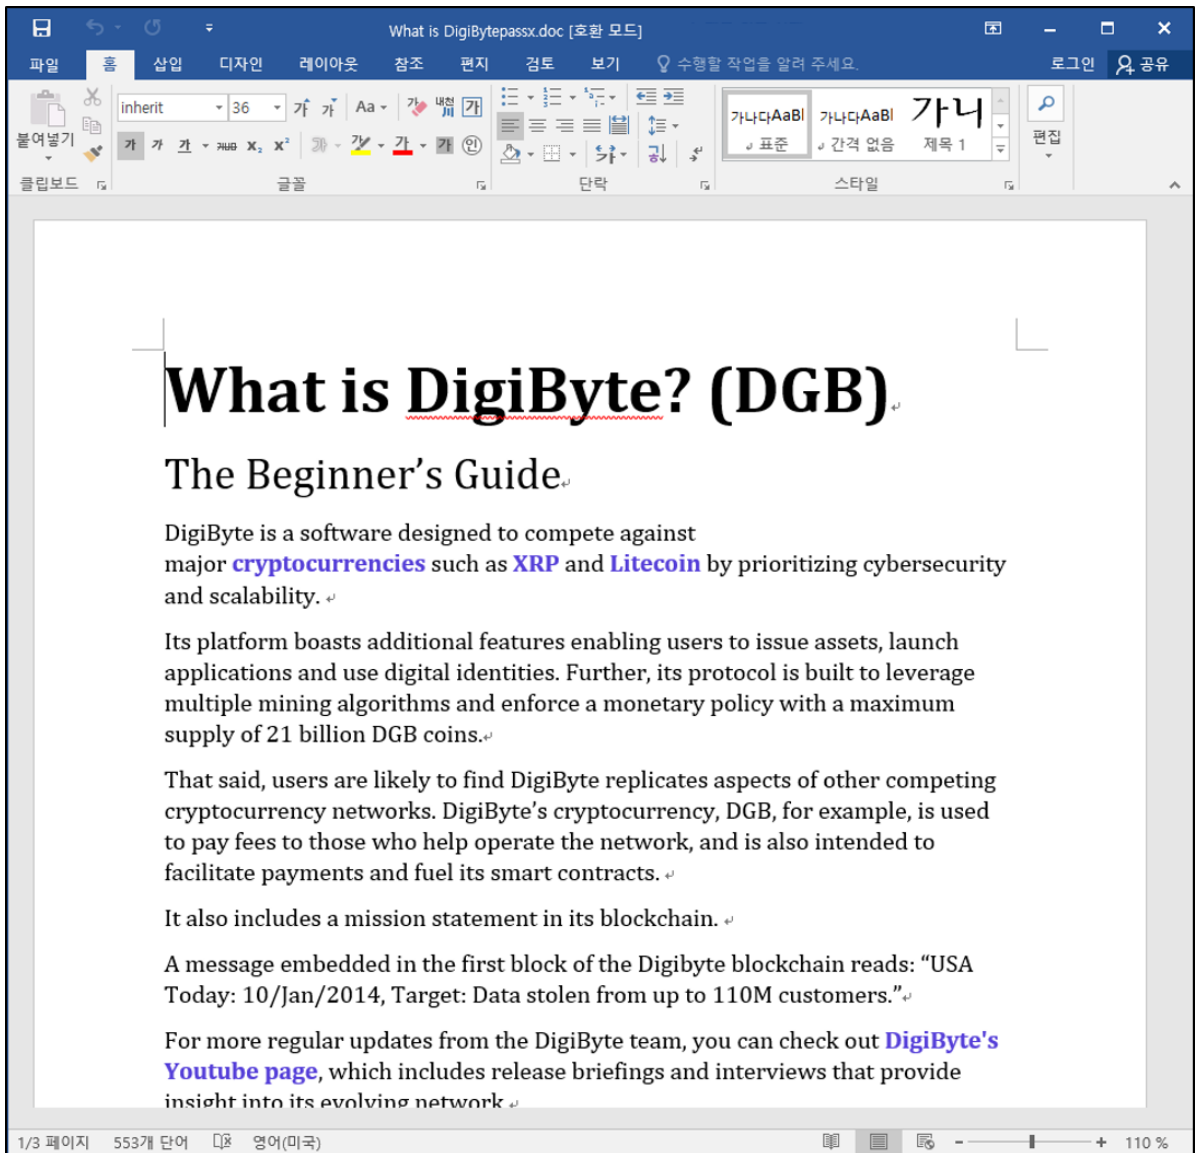 What is DigiBytepassx.doc [호환 모드]
파일 홈 삽입 디자인 레이아웃 참조 편지 검토 보기 수행할 작업을 알려 주세요. 로그인 공유
inherit 36 가 가 Aa 가 내천川 가
붙여넣기
가 가 가 가나다 X₂ X² 가 가 가 가 인
가나다AaBl 가나다AaBl 가니
표준 간격 없음 제목 1
편집
클립보드 글꼴 단락 스타일
What is DigiByte? (DGB)
The Beginner’s Guide
DigiByte is a software designed to compete against
major cryptocurrencies such as XRP and Litecoin by prioritizing cybersecurity
and scalability.
Its platform boasts additional features enabling users to issue assets, launch
applications and use digital identities. Further, its protocol is built to leverage
multiple mining algorithms and enforce a monetary policy with a maximum
supply of 21 billion DGB coins.
That said, users are likely to find DigiByte replicates aspects of other competing
cryptocurrency networks. DigiByte’s cryptocurrency, DGB, for example, is used
to pay fees to those who help operate the network, and is also intended to
facilitate payments and fuel its smart contracts.
It also includes a mission statement in its blockchain.
A message embedded in the first block of the Digibyte blockchain reads: “USA
Today: 10/Jan/2014, Target: Data stolen from up to 110M customers.”
For more regular updates from the DigiByte team, you can check out DigiByte's
Youtube page, which includes release briefings and interviews that provide
insight into its evolving network
1/3 페이지 553개 단어 영어(미국) 110 %